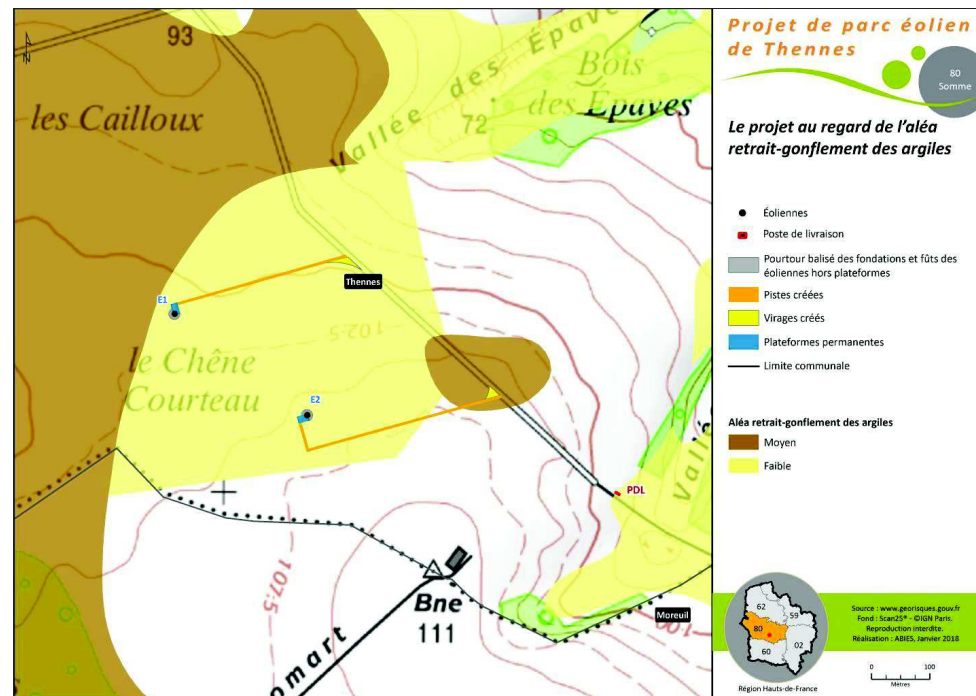 N
93
les Cailloux
Vallée des Épaves
72
Bois
des Épaves
E1
Thennes
102.5
le Chêne
Courteau
E2
PDL
107.5
Bne
111
Moreuil
omart
Projet de parc éolien
de Thennes
80
Somme
Le projet au regard de l'aléa
retrait-gonflement des argiles
Éoliennes
Poste de livraison
Pourtour balisé des fondations et fûts des
éoliennes hors plateformes
Pistes créées
Virages créés
Plateformes permanentes
Limite communale
Aléa retrait-gonflement des argiles
Moyen
Faible
62
59
80
02
60
Région Hauts-de-France
Source : www.georisques.gouv.fr
Fond : Scan25® - ©IGN Paris.
Reproduction interdite.
Réalisation : ABIES, Janvier 2018
0 100
Mètres